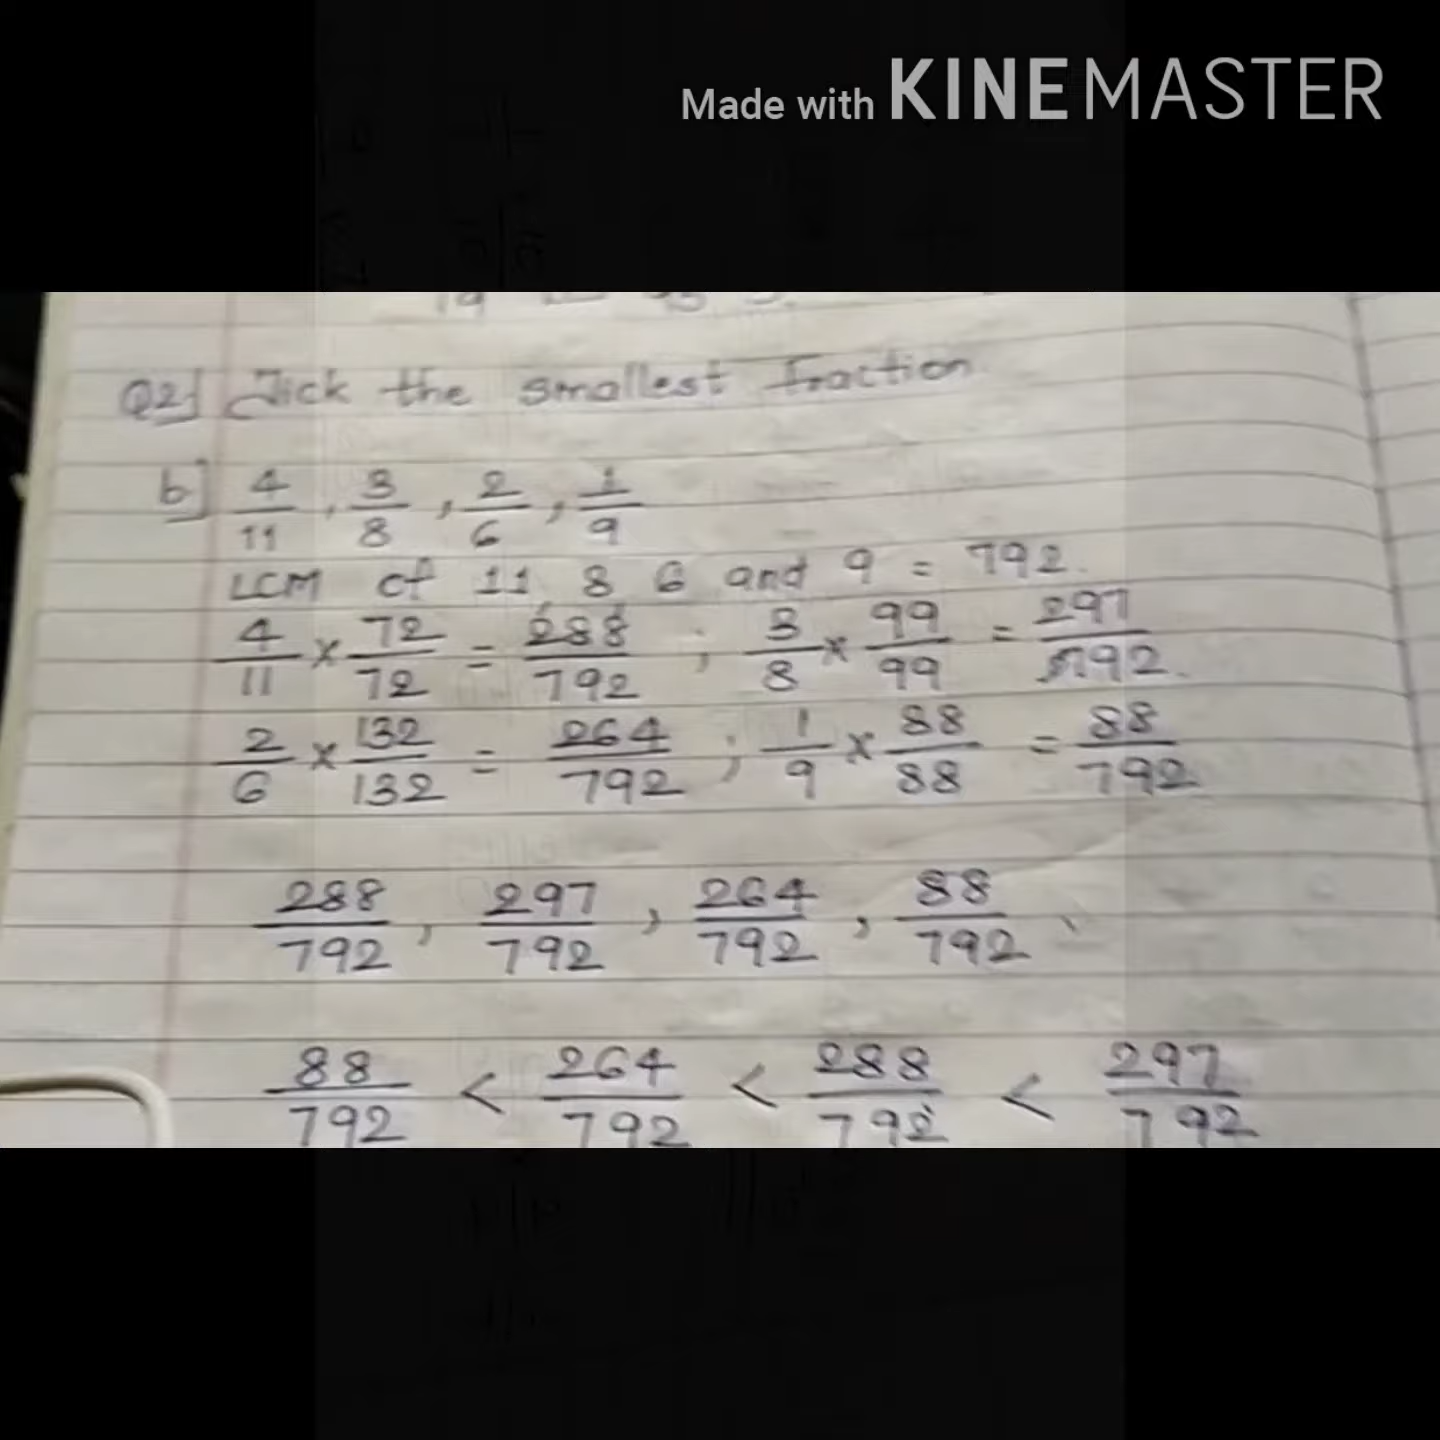 Made with KINEMASTER
Q2] Tick the smallest fraction
b] 4/11, 3/8, 2/6, 1/9
LCM of 11 8 6 and 9 = 792.
4/11 × 72/72 = 288/792 ; 3/8 × 99/99 = 297/792.
2/6 × 132/132 = 264/792 ; 1/9 × 88/88 = 88/792
288/792, 297/792, 264/792, 88/792
88/792 < 264/792 < 288/792 < 297/792